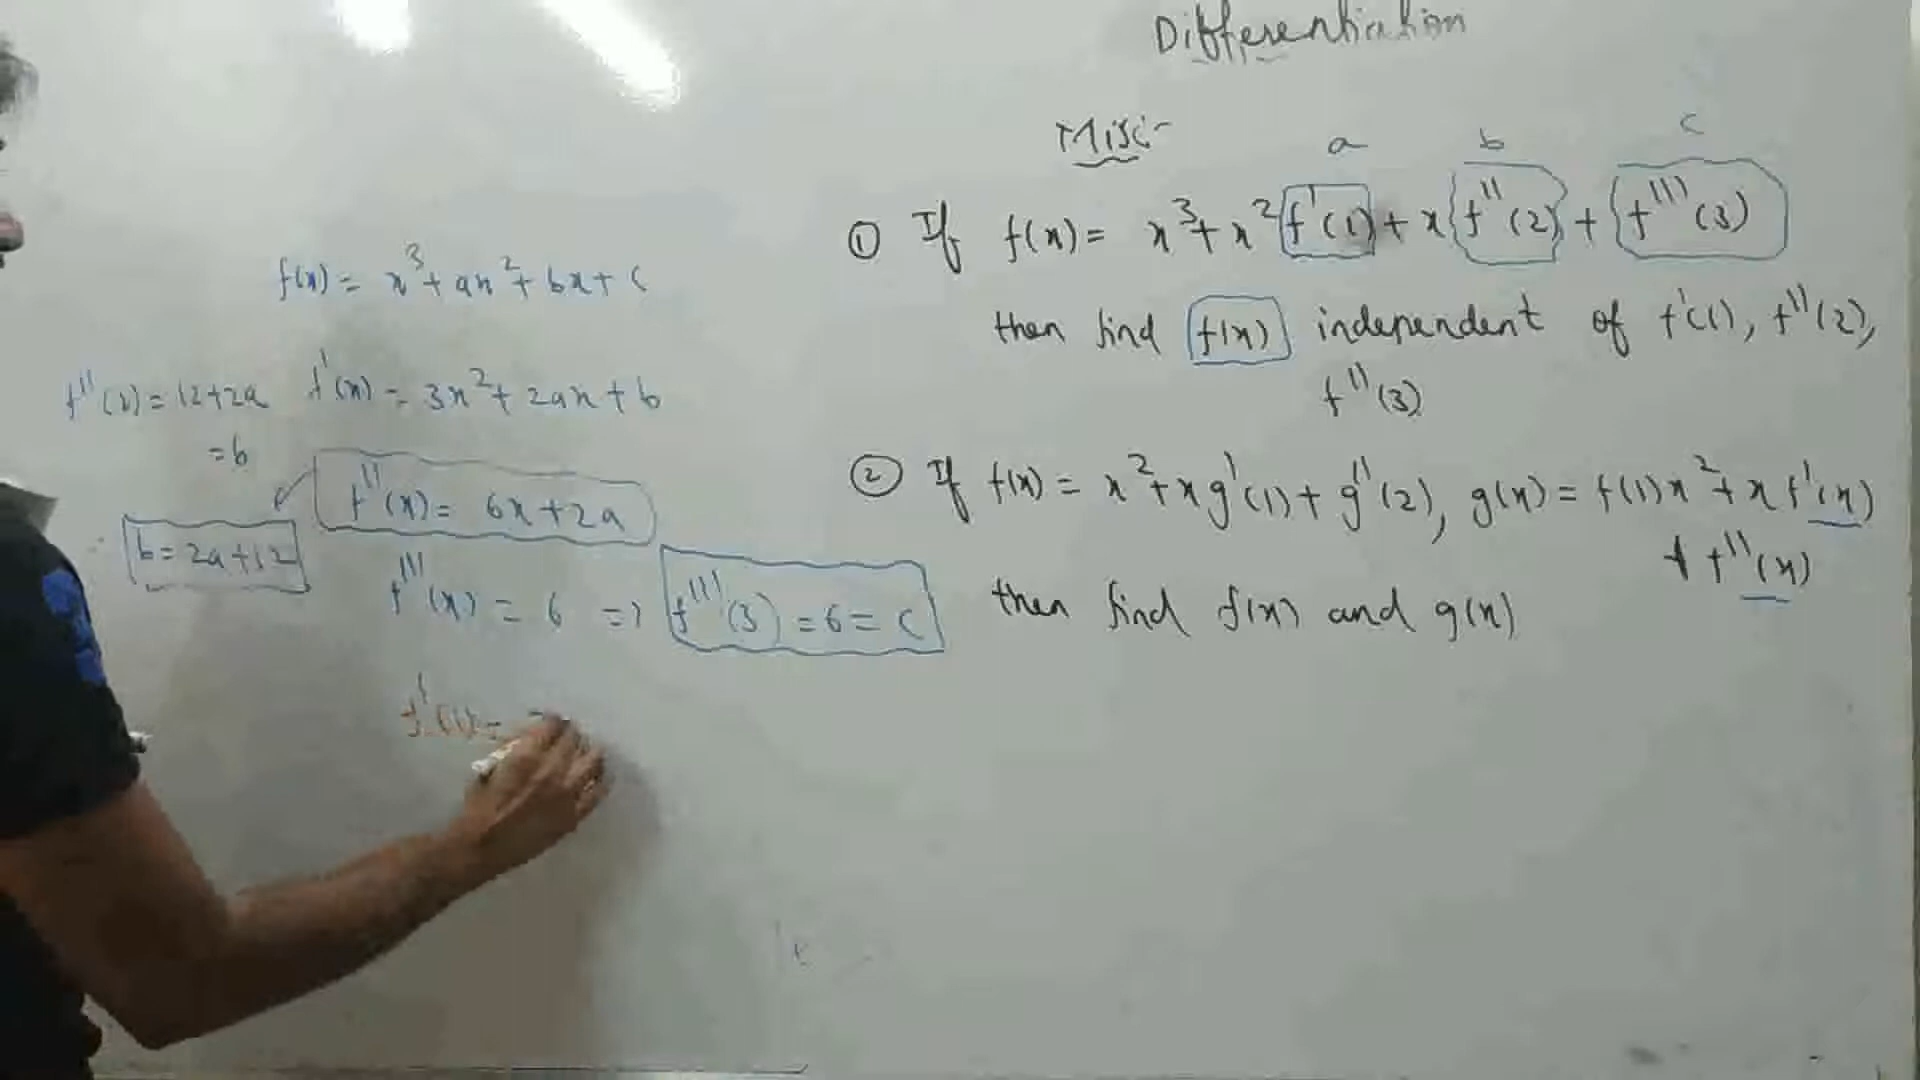 Differentiation
Misc:-
a b c
① If f(x) = x³ + x² f'(1) + x f''(2) + f'''(3)
then find f(x) independent of f'(1), f''(2),
f'''(3)
② If f(x) = x² + x g'(1) + g''(2), g(x) = f(1) x² + x f'(x)
+ f''(x)
then find f(x) and g(x)
f(x) = x³ + ax² + bx + c
f''(2) = 12 + 2a f'(x) = 3x² + 2ax + b
= b
f''(x) = 6x + 2a
b = 2a + 12
f'''(x) = 6 => f'''(3) = 6 = c
f'(1) =